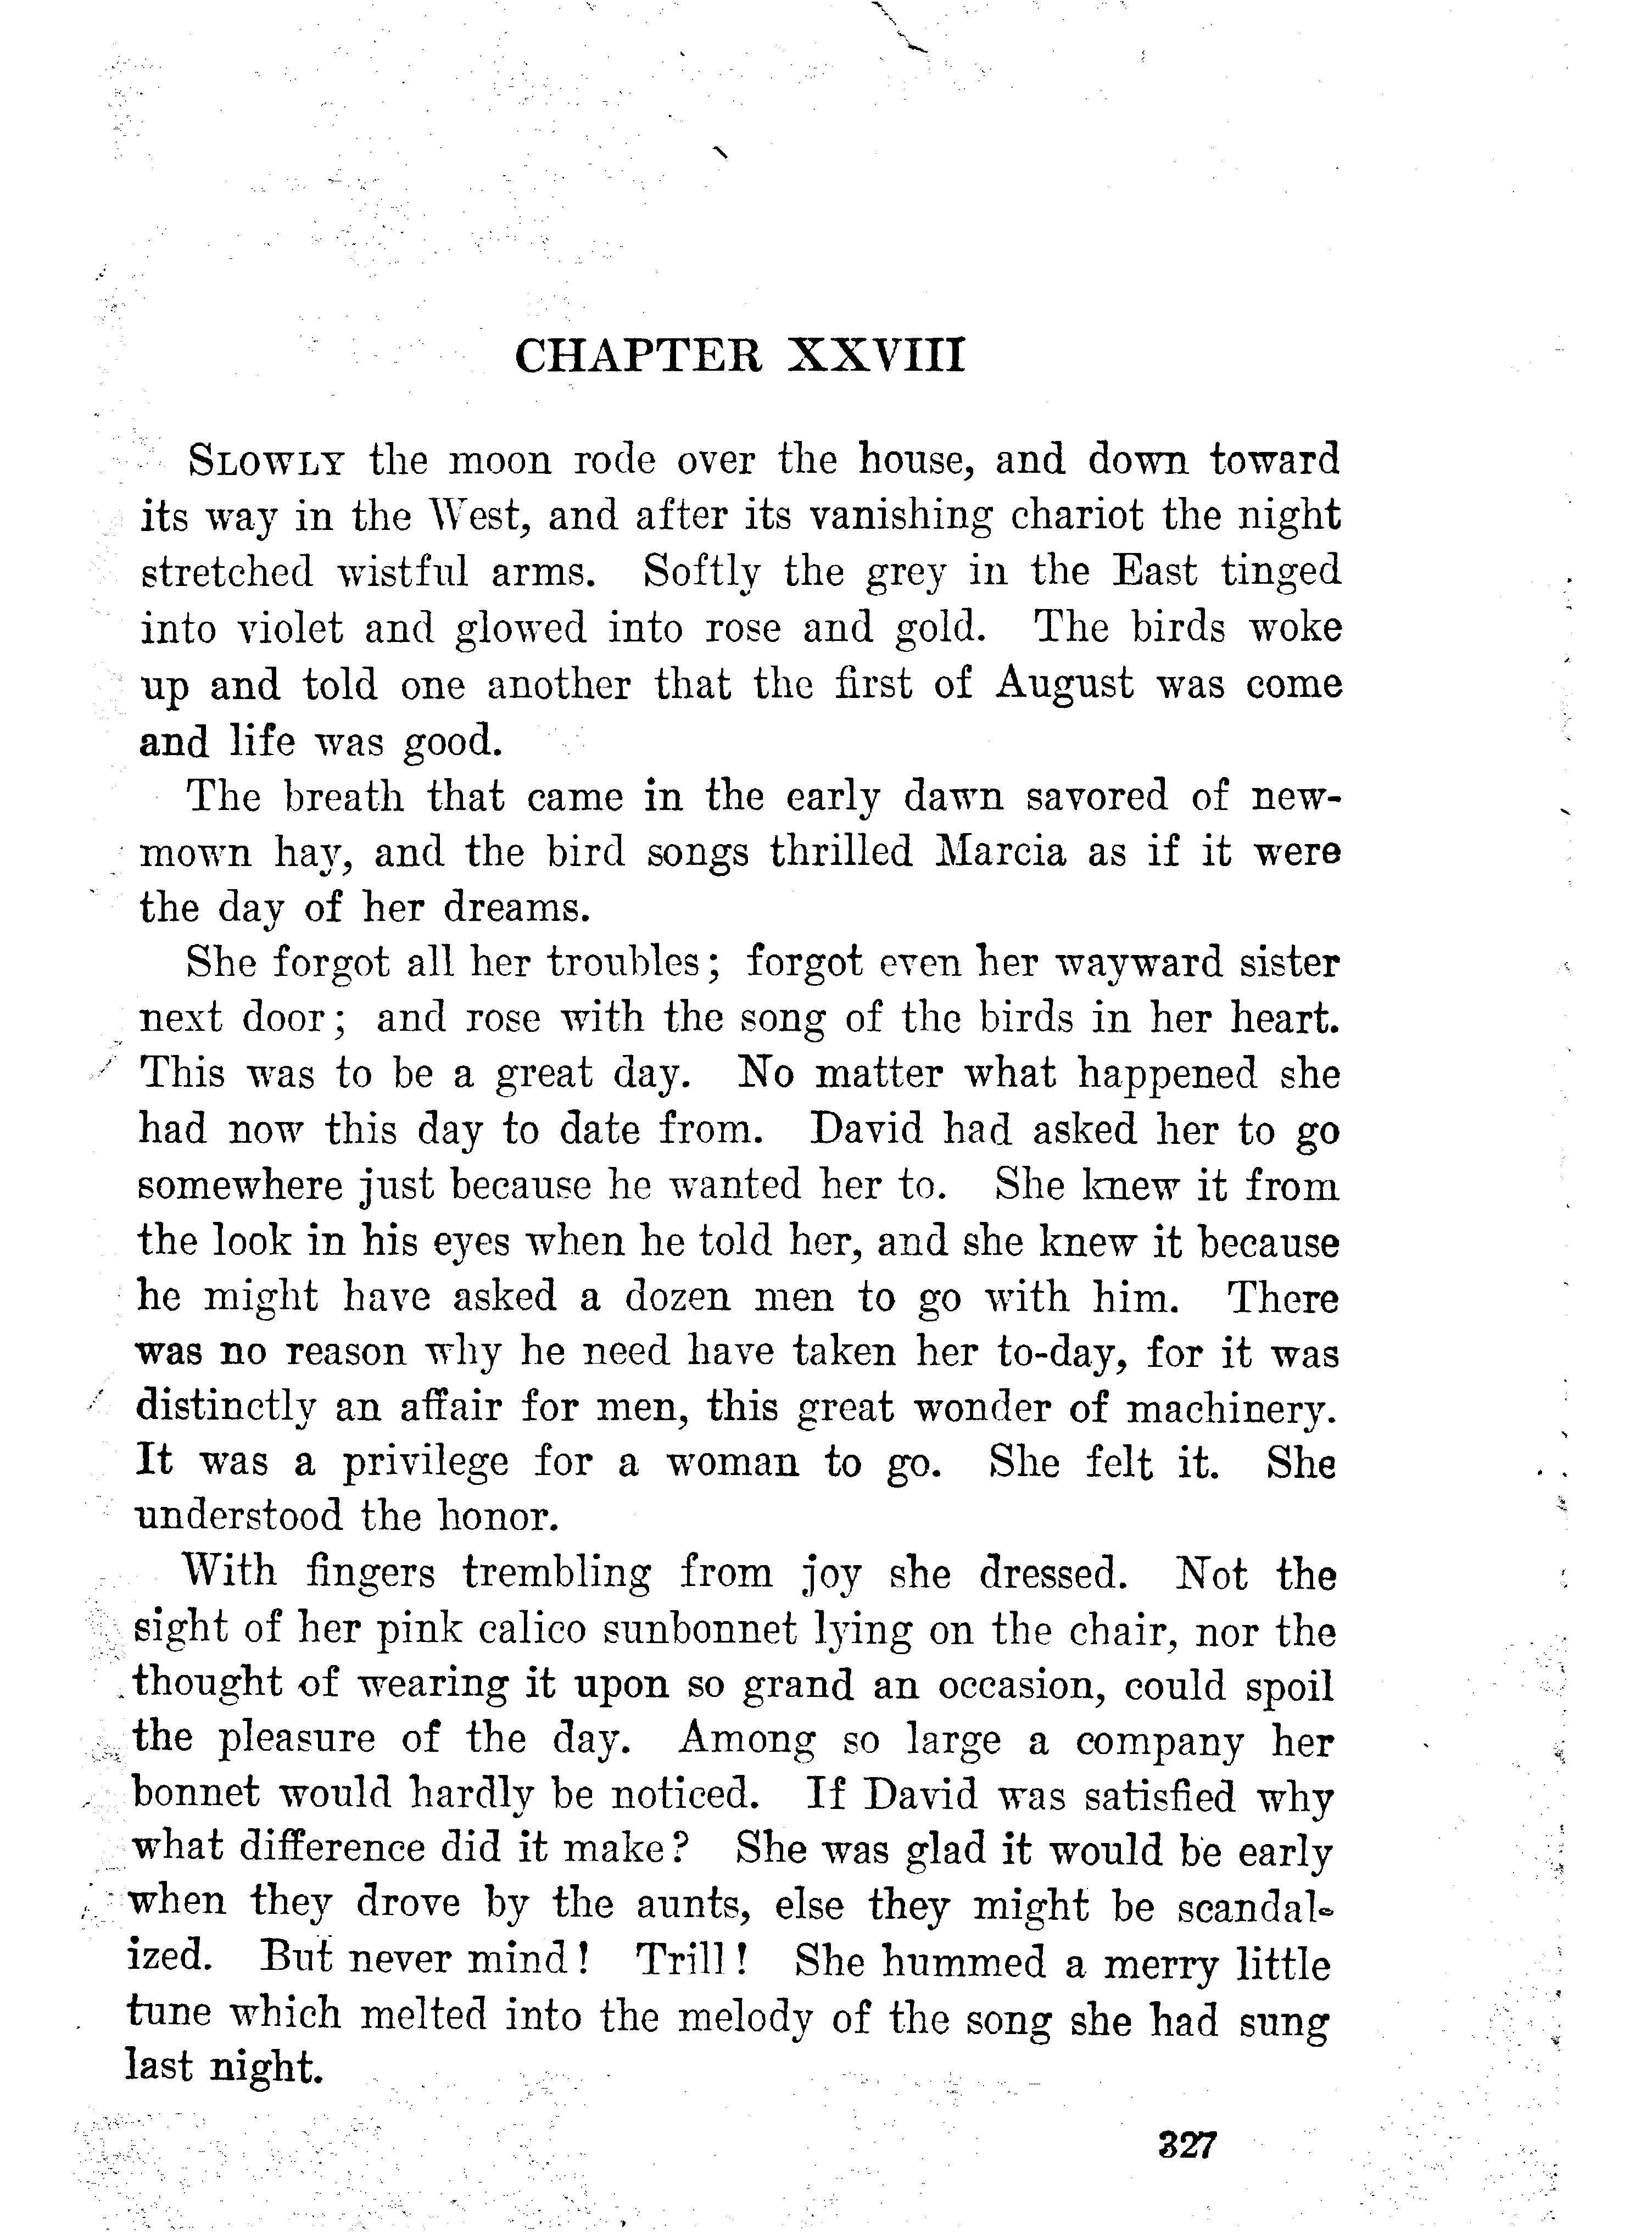 CHAPTER XXVIII
Slowly the moon rode over the house, and down toward
its way in the West, and after its vanishing chariot the night
stretched wistful arms. Softly the grey in the East tinged
into violet and glowed into rose and gold. The birds woke
up and told one another that the first of August was come
and life was good.
The breath that came in the early dawn savored of new-
mown hay, and the bird songs thrilled Marcia as if it were
the day of her dreams.
She forgot all her troubles; forgot even her wayward sister
next door; and rose with the song of the birds in her heart.
This was to be a great day. No matter what happened she
had now this day to date from. David had asked her to go
somewhere just because he wanted her to. She knew it from
the look in his eyes when he told her, and she knew it because
he might have asked a dozen men to go with him. There
was no reason why he need have taken her to-day, for it was
distinctly an affair for men, this great wonder of machinery.
It was a privilege for a woman to go. She felt it. She
understood the honor.
With fingers trembling from joy she dressed. Not the
sight of her pink calico sunbonnet lying on the chair, nor the
thought of wearing it upon so grand an occasion, could spoil
the pleasure of the day. Among so large a company her
bonnet would hardly be noticed. If David was satisfied why
what difference did it make? She was glad it would be early
when they drove by the aunts, else they might be scandal-
ized. But never mind! Trill! She hummed a merry little
tune which melted into the melody of the song she had sung
last night.
327